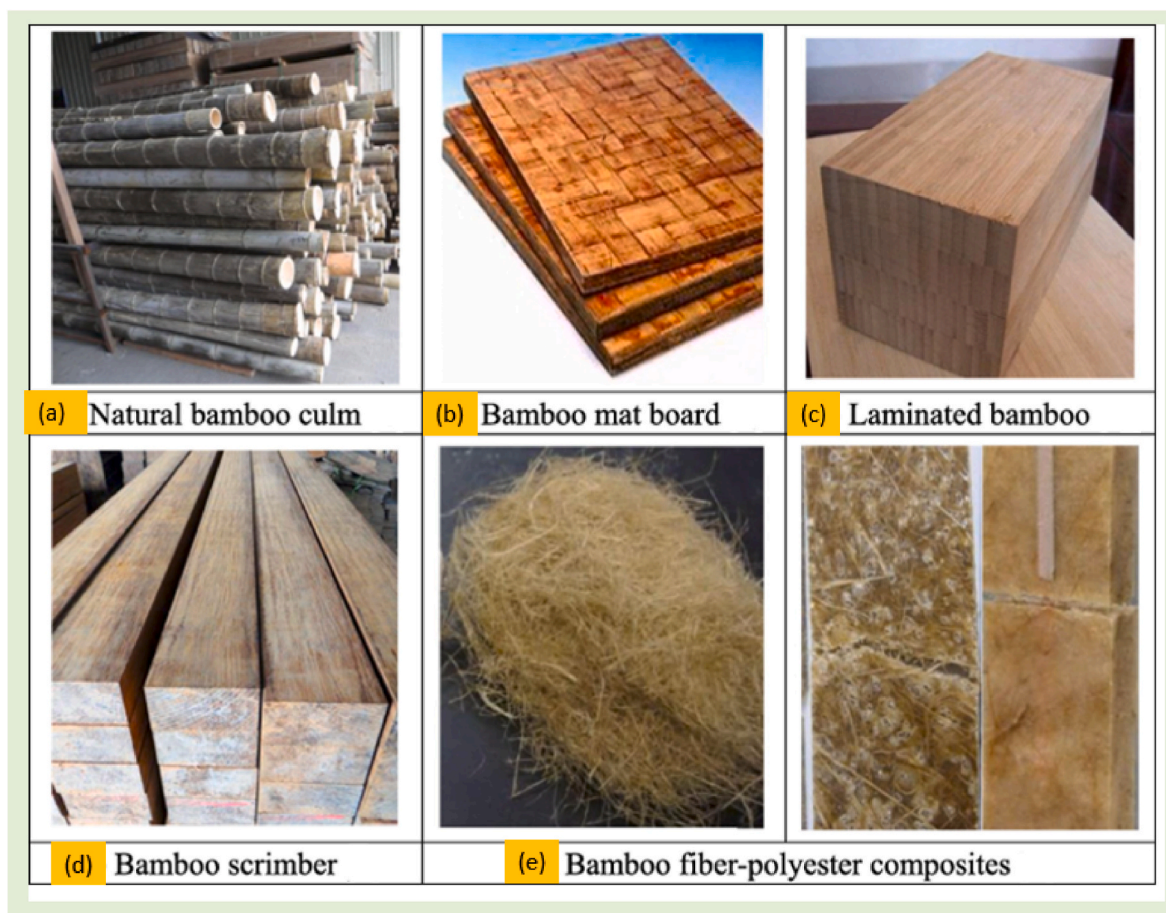 (a) Natural bamboo culm
(b) Bamboo mat board
(c) Laminated bamboo
(d) Bamboo scrimber
(e) Bamboo fiber-polyester composites